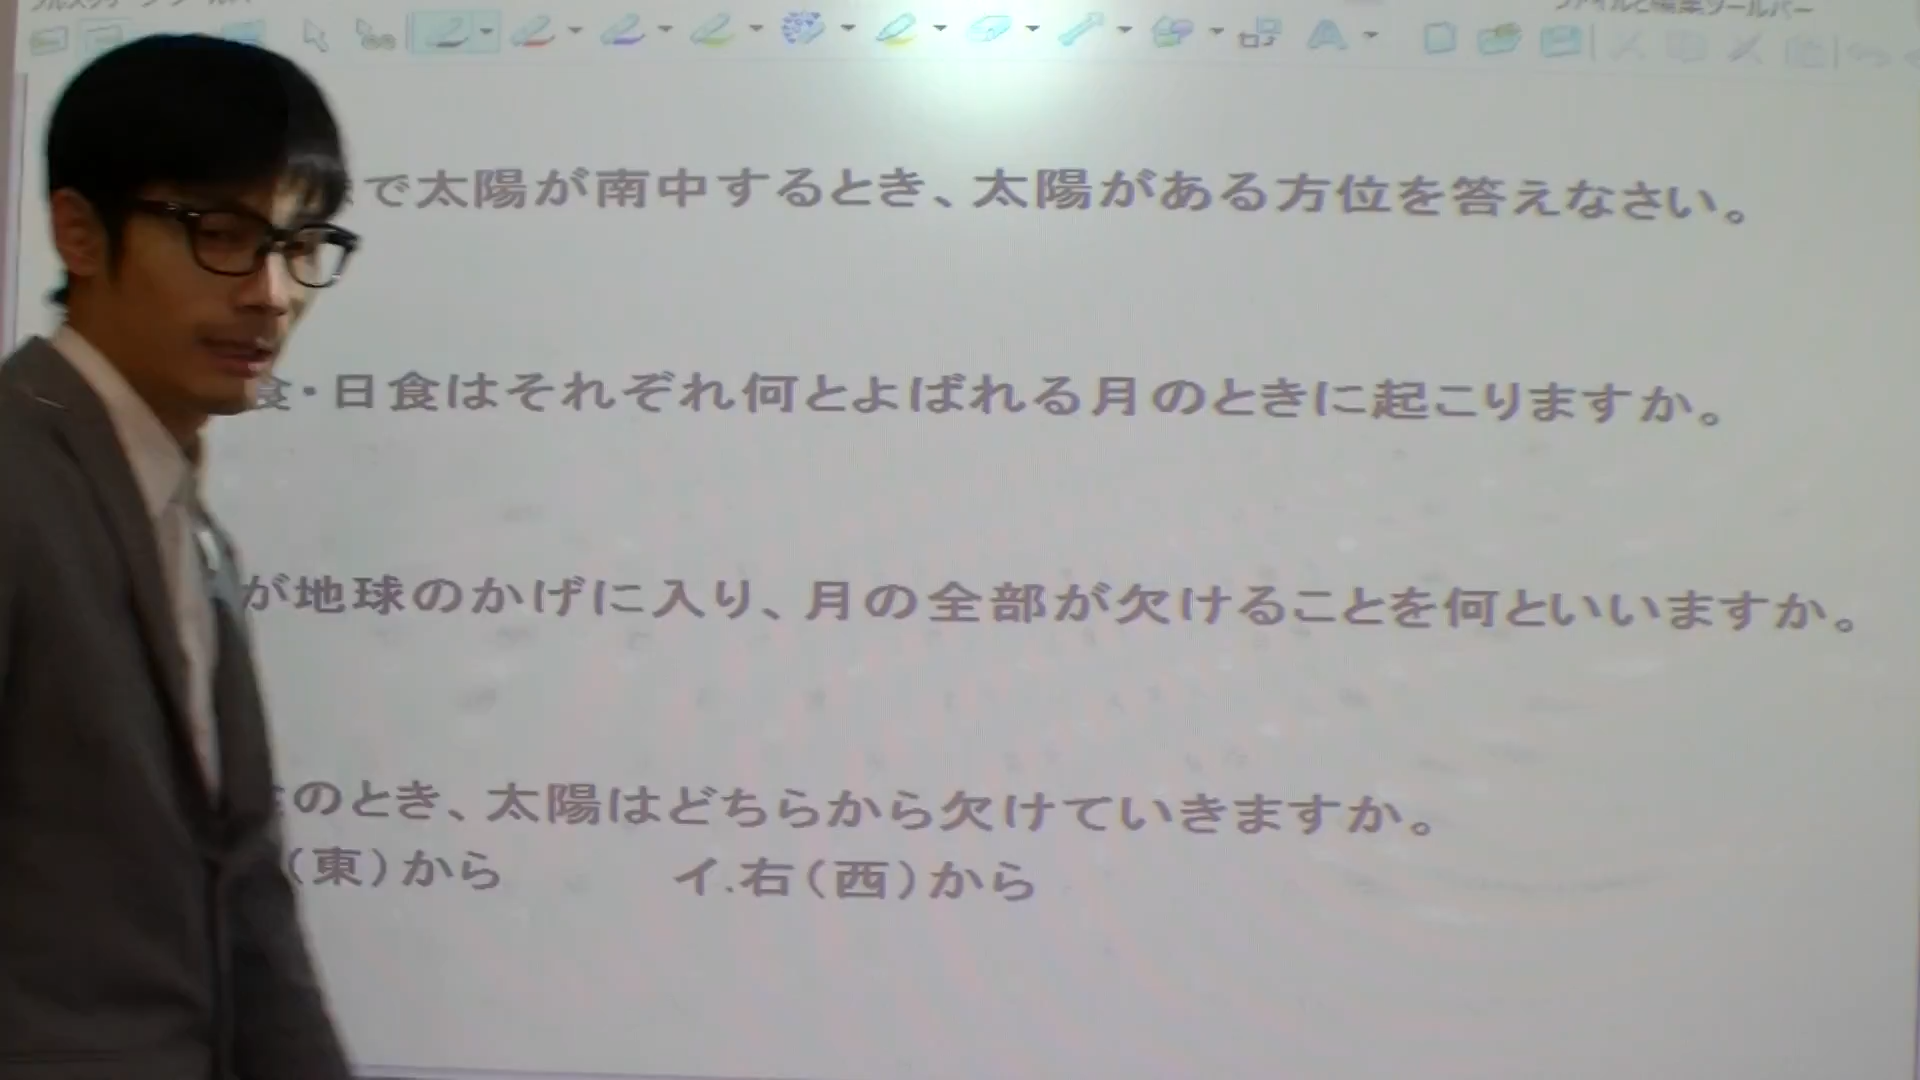 で太陽が南中するとき、太陽がある方位を答えなさい。
食・日食はそれぞれ何とよばれる月のときに起こりますか。
が地球のかげに入り、月の全部が欠けることを何といいますか。
のとき、太陽はどちらから欠けていきますか。
（東）から イ.右（西）から